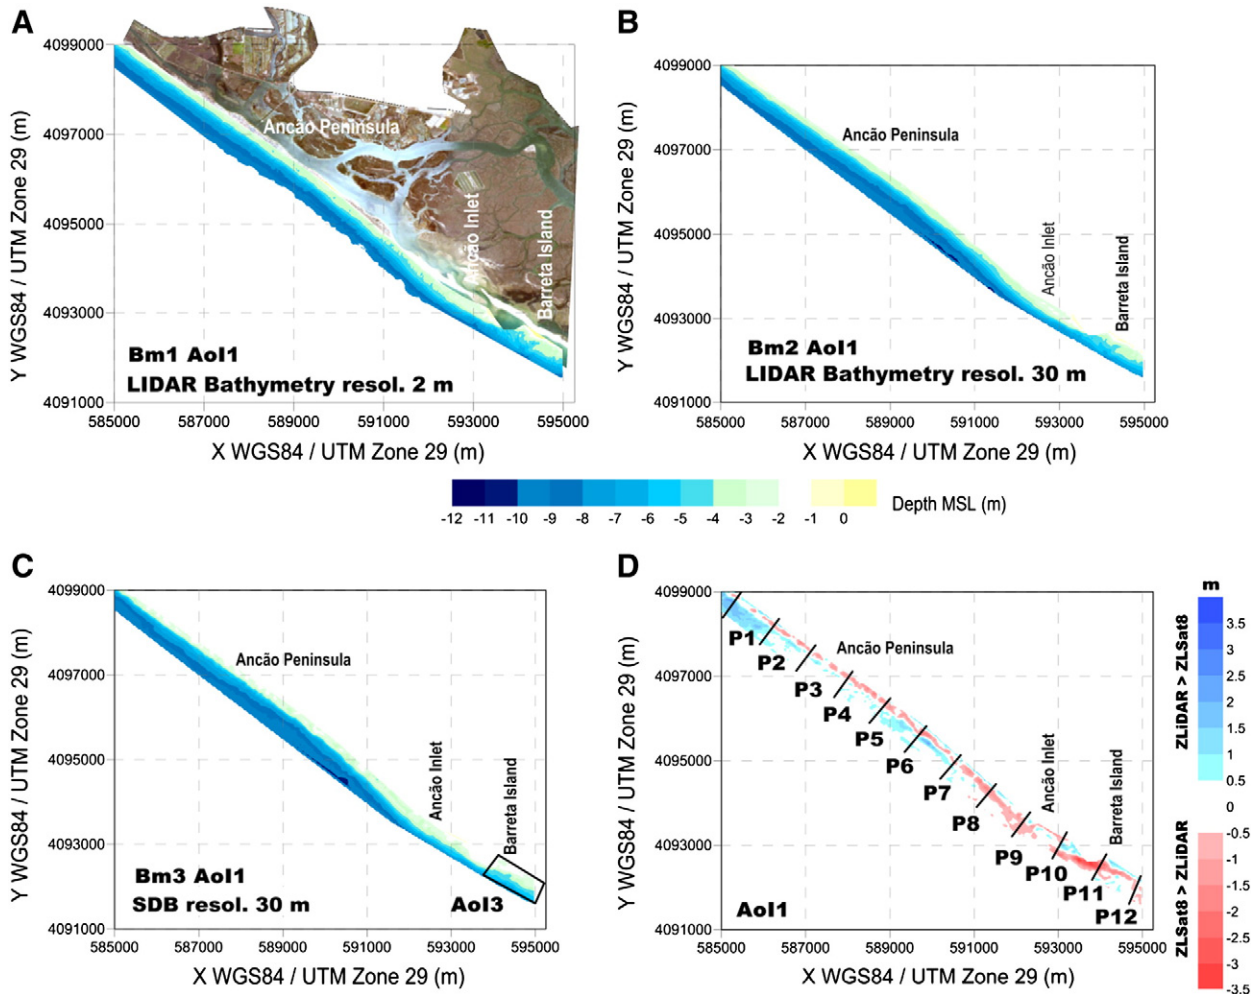 A
4099000
4097000
4095000
4093000
4091000
Y WGS84 / UTM Zone 29 (m)
585000 587000 589000 591000 593000 595000
X WGS84 / UTM Zone 29 (m)
Ancão Peninsula
Ancão Inlet
Barreta Island
Bm1 AoI1
LIDAR Bathymetry resol. 2 m
B
4099000
4097000
4095000
4093000
4091000
Y WGS84 / UTM Zone 29 (m)
585000 587000 589000 591000 593000 595000
X WGS84 / UTM Zone 29 (m)
Ancão Peninsula
Ancão Inlet
Barreta Island
Bm2 AoI1
LIDAR Bathymetry resol. 30 m
-12 -11 -10 -9 -8 -7 -6 -5 -4 -3 -2 -1 0
Depth MSL (m)
C
4099000
4097000
4095000
4093000
4091000
Y WGS84 / UTM Zone 29 (m)
585000 587000 589000 591000 593000 595000
X WGS84 / UTM Zone 29 (m)
Ancão Peninsula
Ancão Inlet
Barreta Island
Bm3 AoI1
SDB resol. 30 m
AoI3
D
4099000
4097000
4095000
4093000
4091000
Y WGS84 / UTM Zone 29 (m)
585000 587000 589000 591000 593000 595000
X WGS84 / UTM Zone 29 (m)
Ancão Peninsula
Ancão Inlet
Barreta Island
P1
P2
P3
P4
P5
P6
P7
P8
P9
P10
P11
P12
AoI1
m
3.5
3
2.5
2
1.5
1
0.5
0
-0.5
-1
-1.5
-2
-2.5
-3
-3.5
ZLiDAR > ZLSat8
ZLSat8 > ZLiDAR